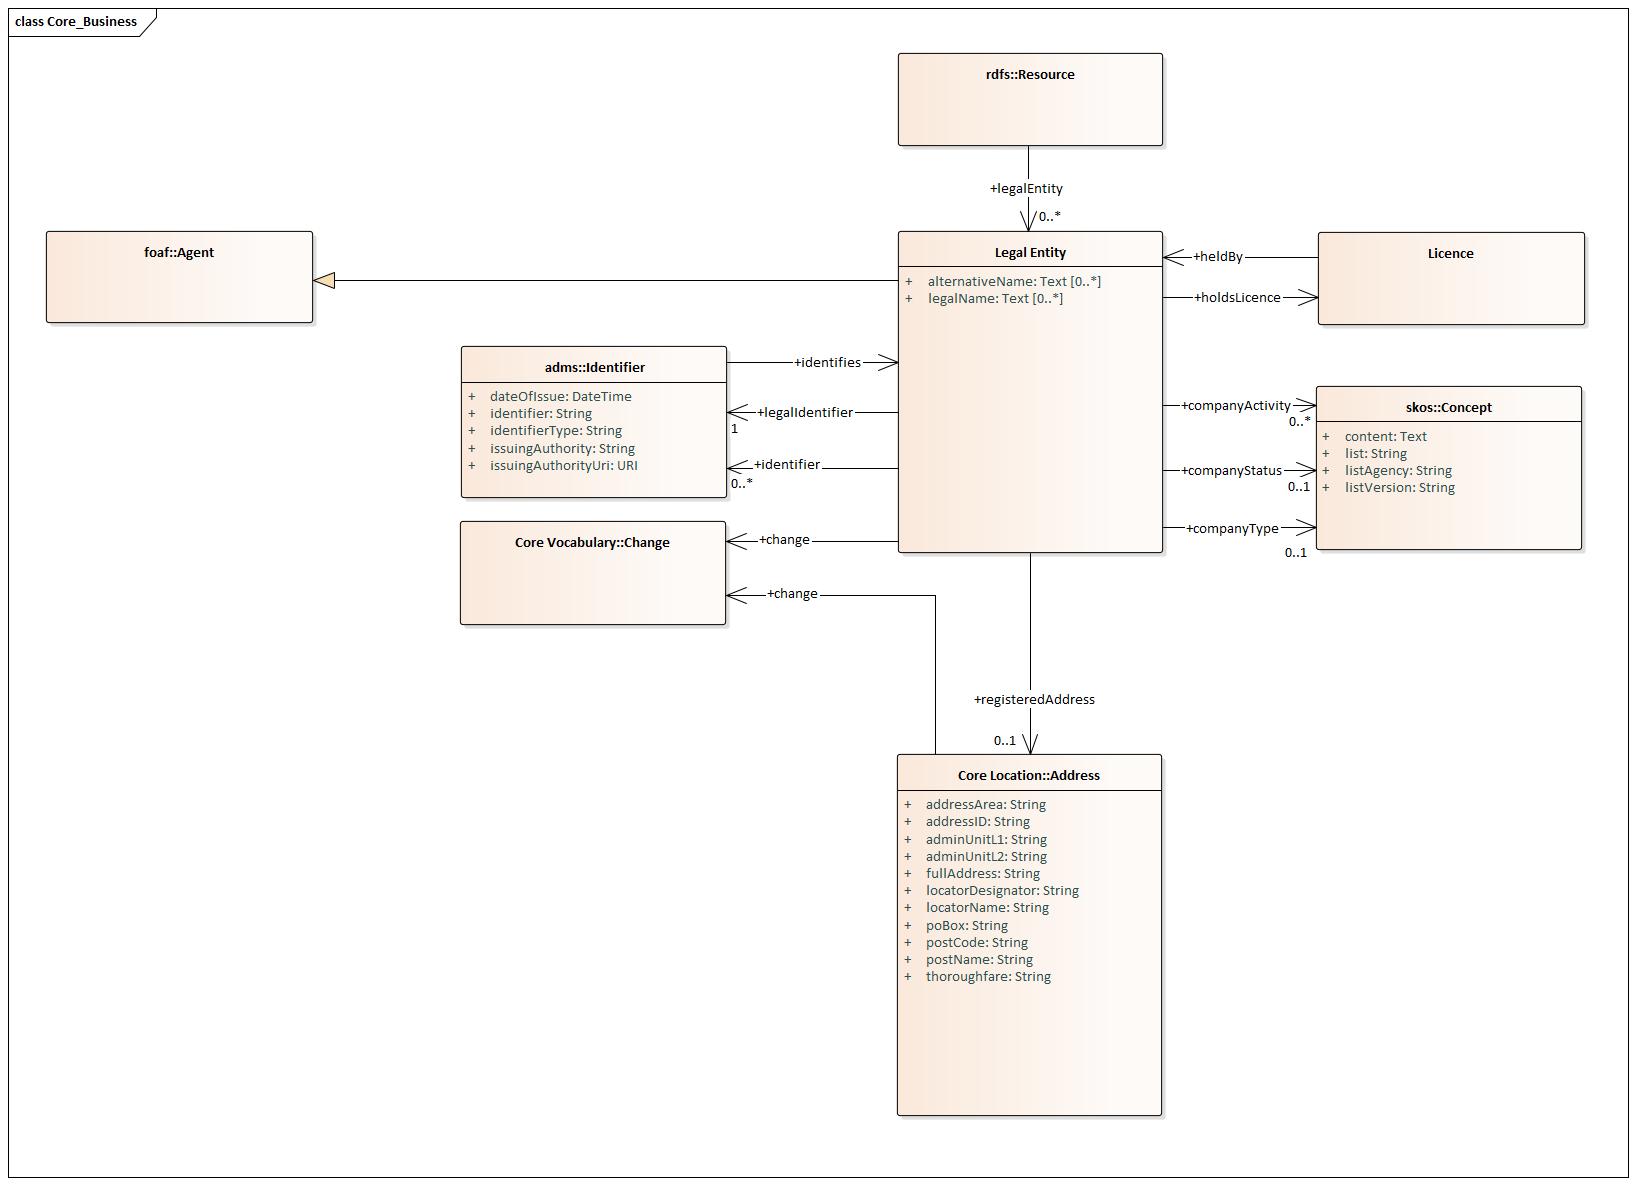 class Core_Business
rdfs::Resource
+legalEntity
0..*
foaf::Agent
Legal Entity
+ alternativeName: Text [0..*]
+ legalName: Text [0..*]
+heldBy
+holdsLicence
Licence
adms::Identifier
+ dateOfIssue: DateTime
+ identifier: String
+ identifierType: String
+ issuingAuthority: String
+ issuingAuthorityUri: URI
+identifies
+legalIdentifier
1
+identifier
0..*
+companyActivity
0..*
+companyStatus
0..1
+companyType
0..1
skos::Concept
+ content: Text
+ list: String
+ listAgency: String
+ listVersion: String
Core Vocabulary::Change
+change
+change
+registeredAddress
0..1
Core Location::Address
+ addressArea: String
+ addressID: String
+ adminUnitL1: String
+ adminUnitL2: String
+ fullAddress: String
+ locatorDesignator: String
+ locatorName: String
+ poBox: String
+ postCode: String
+ postName: String
+ thoroughfare: String